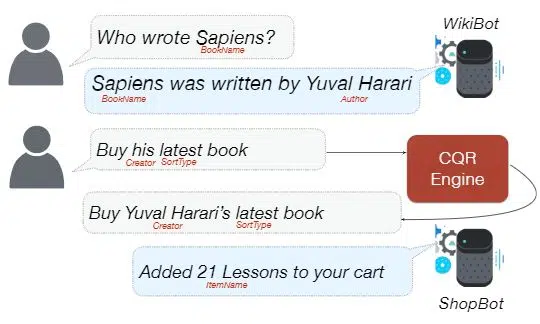 WikiBot
Who wrote Sapiens?
BookName
Sapiens was written by Yuval Harari
BookName Author
Buy his latest book
Creator SortType
CQR
Engine
Buy Yuval Harari's latest book
Creator SortType
Added 21 Lessons to your cart
ItemName
ShopBot